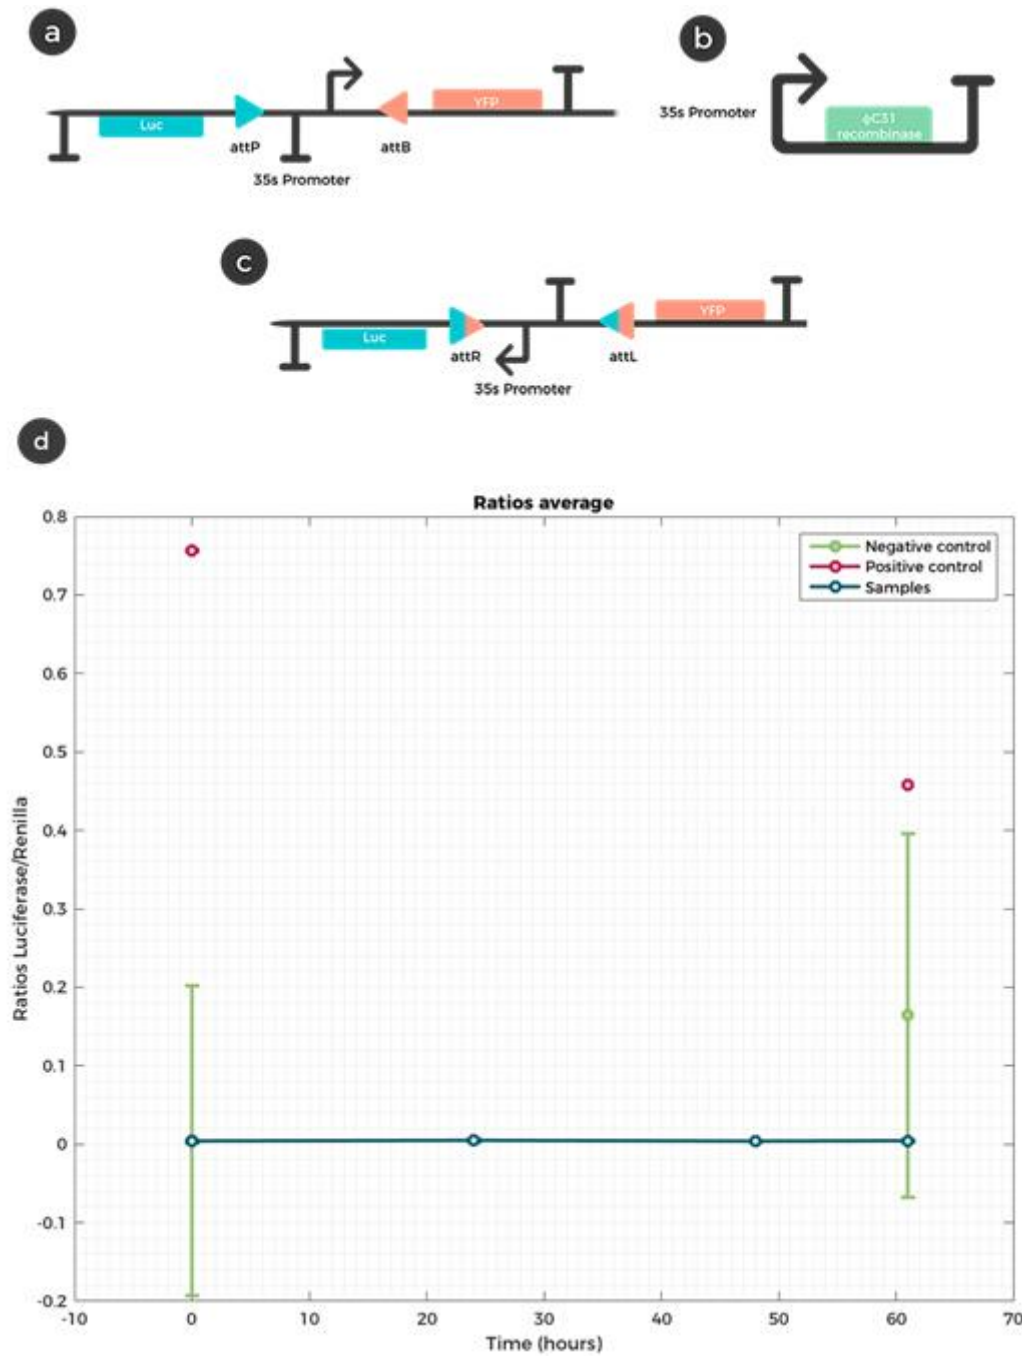 a
Luc
attP
35s Promoter
attB
YFP
b
35s Promoter
ϕC31
recombinase
c
Luc
attR
35s Promoter
attL
YFP
d
Ratios average
Negative control
Positive control
Samples
Ratios Luciferase/Renilla
0.8
0.7
0.6
0.5
0.4
0.3
0.2
0.1
0
-0.1
-0.2
-10 0 10 20 30 40 50 60 70
Time (hours)